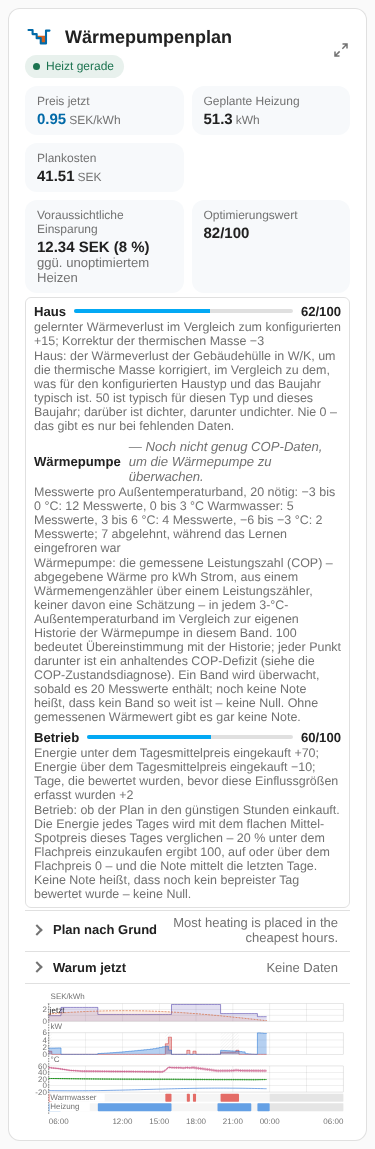 Wärmepumpenplan
Heizt gerade
Preis jetzt
0.95 SEK/kWh
Geplante Heizung
51.3 kWh
Plankosten
41.51 SEK
Voraussichtliche
Einsparung
12.34 SEK (8 %)
ggü. unoptimiertem
Heizen
Optimierungswert
82/100
Haus 62/100
gelernter Wärmeverlust im Vergleich zum konfigurierten
+15; Korrektur der thermischen Masse −3
Haus: der Wärmeverlust der Gebäudehülle in W/K, um
die thermische Masse korrigiert, im Vergleich zu dem,
was für den konfigurierten Haustyp und das Baujahr
typisch ist. 50 ist typisch für diesen Typ und dieses
Baujahr; darüber ist dichter, darunter undichter. Nie 0 –
das gibt es nur bei fehlenden Daten.
Wärmepumpe
— Noch nicht genug COP-Daten,
um die Wärmepumpe zu
überwachen.
Messwerte pro Außentemperaturband, 20 nötig: −3 bis
0 °C: 12 Messwerte, 0 bis 3 °C Warmwasser: 5
Messwerte, 3 bis 6 °C: 4 Messwerte, −6 bis −3 °C: 2
Messwerte; 7 abgelehnt, während das Lernen
eingefroren war
Wärmepumpe: die gemessene Leistungszahl (COP) –
abgegebene Wärme pro kWh Strom, aus einem
Wärmemengenzähler über einem Leistungszähler,
keiner davon eine Schätzung – in jedem 3-°C-
Außentemperaturband im Vergleich zur eigenen
Historie der Wärmepumpe in diesem Band. 100
bedeutet Übereinstimmung mit der Historie; jeder Punkt
darunter ist ein anhaltendes COP-Defizit (siehe die
COP-Zustandsdiagnose). Ein Band wird überwacht,
sobald es 20 Messwerte enthält; noch keine Note
heißt, dass kein Band so weit ist – keine Null. Ohne
gemessenen Wärmewert gibt es gar keine Note.
Betrieb 60/100
Energie unter dem Tagesmittelpreis eingekauft +70;
Energie über dem Tagesmittelpreis eingekauft −10;
Tage, die bewertet wurden, bevor diese Einflussgrößen
erfasst wurden +2
Betrieb: ob der Plan in den günstigen Stunden einkauft.
Die Energie jedes Tages wird mit dem flachen Mittel-
Spotpreis dieses Tages verglichen – 20 % unter dem
Flachpreis einzukaufen ergibt 100, auf oder über dem
Flachpreis 0 – und die Note mittelt die letzten Tage.
Keine Note heißt, dass noch kein bepreister Tag
bewertet wurde – keine Null.
Plan nach Grund
Most heating is placed in the
cheapest hours.
Warum jetzt
Keine Daten
SEK/kWh
2
jetzt
0
kW
6
4
2
0
°C
60
40
20
-20
Warmwasser
Heizung
06:00 12:00 15:00 18:00 21:00 00:00 06:00